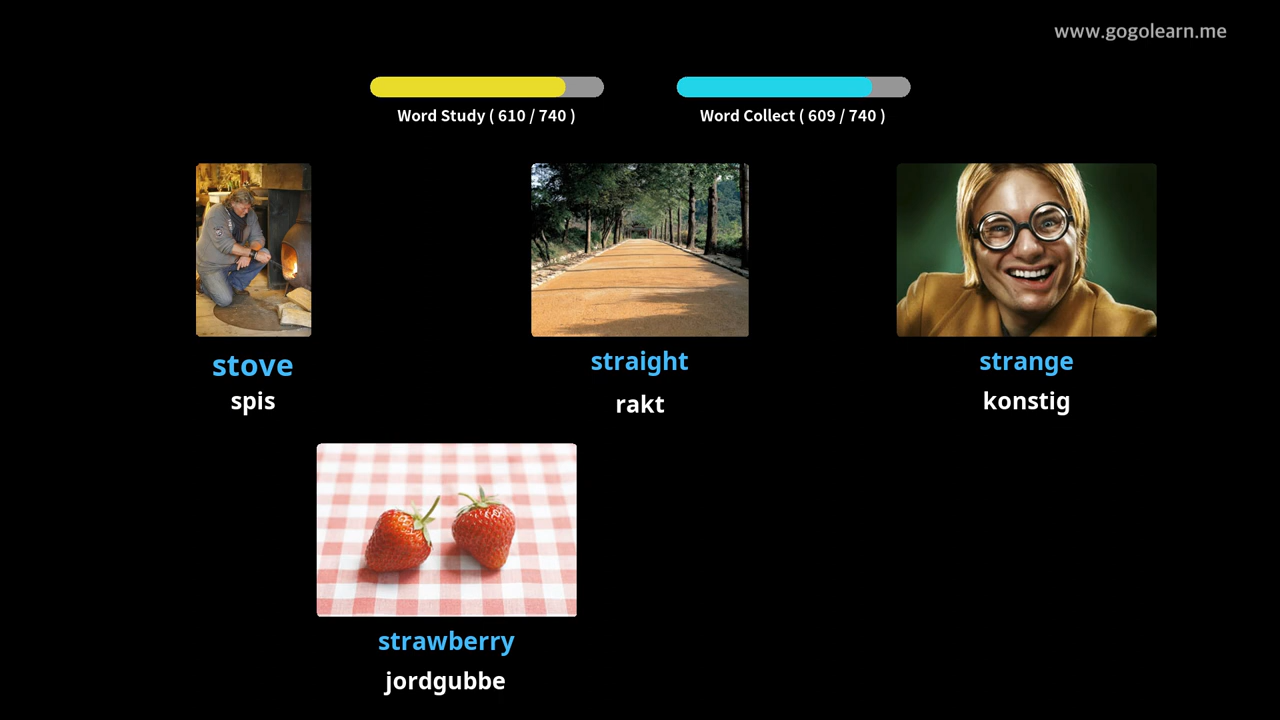 www.gogolearn.me
Word Study ( 610 / 740 )
Word Collect ( 609 / 740 )
stove
spis
straight
rakt
strange
konstig
strawberry
jordgubbe